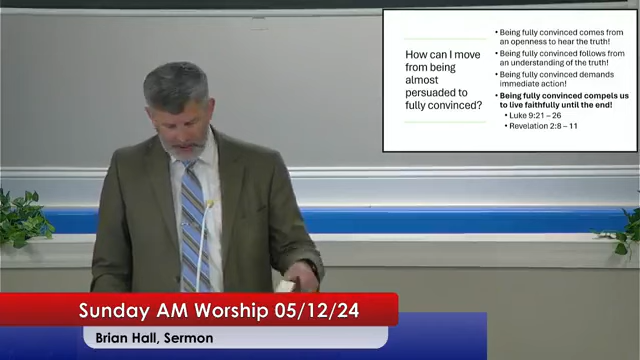 How can I move
from being
almost
persuaded to
fully convinced?
• Being fully convinced comes from
an openness to hear the truth!
• Being fully convinced follows from
an understanding of the truth!
• Being fully convinced demands
immediate action!
• Being fully convinced compels us
to live faithfully until the end!
• Luke 9:21 – 26
• Revelation 2:8 – 11
Sunday AM Worship 05/12/24
Brian Hall, Sermon